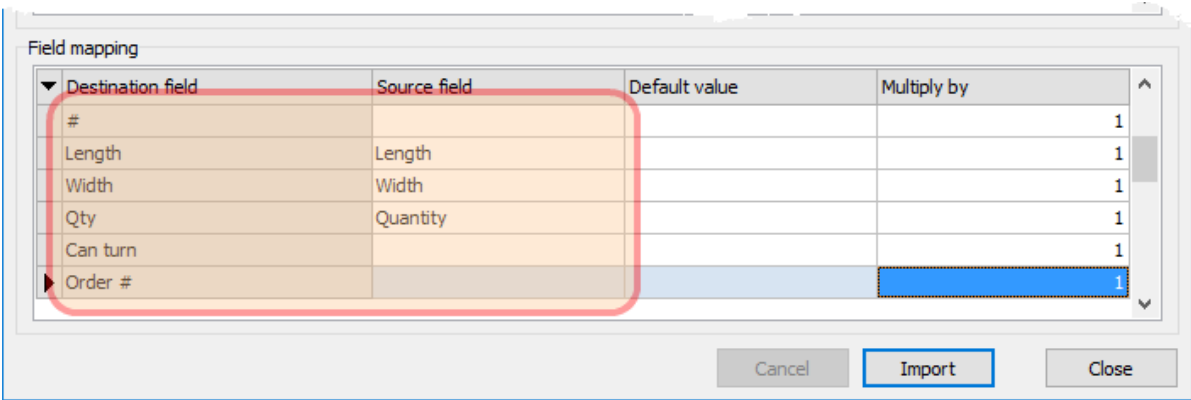 Field mapping
Destination field Source field Default value Multiply by
# 1
Length Length 1
Width Width 1
Qty Quantity 1
Can turn 1
Order # 1
Cancel Import Close